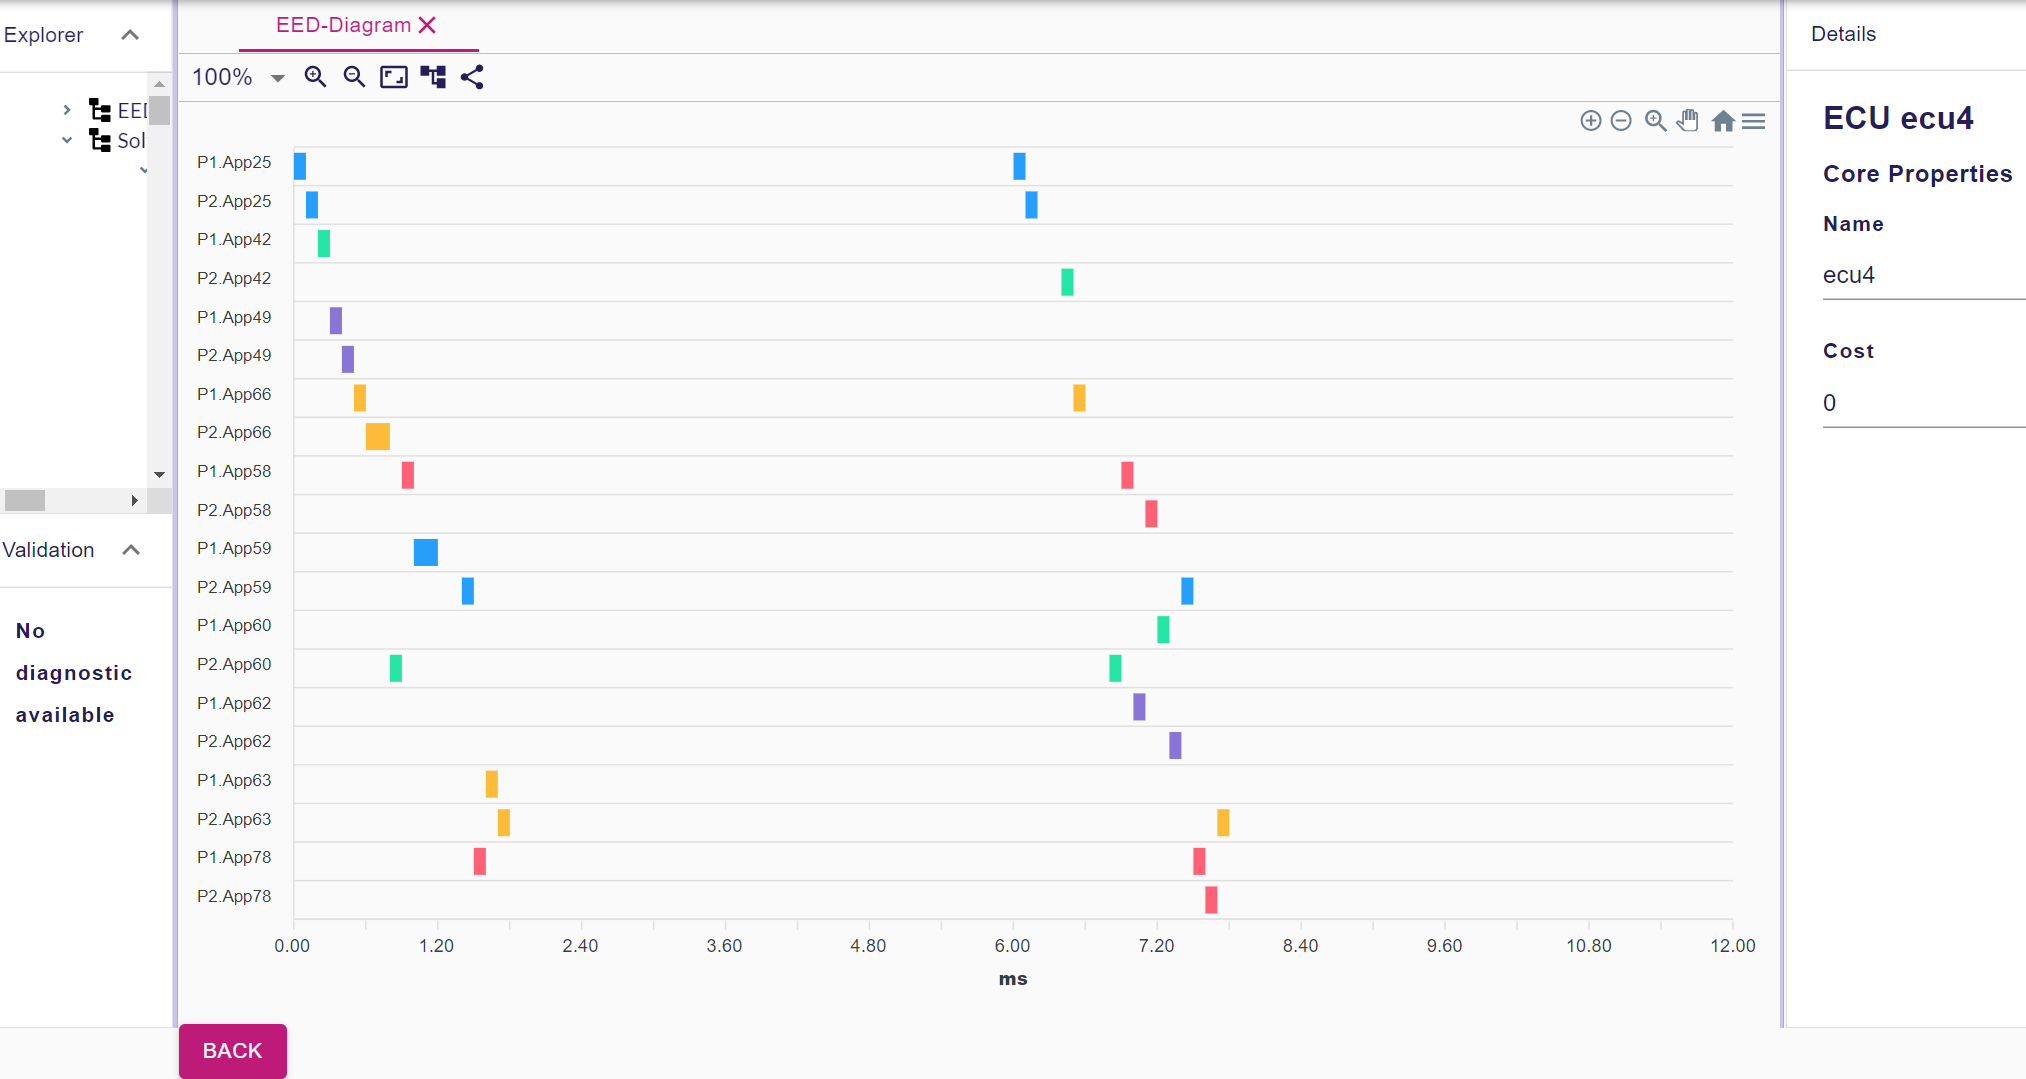 Explorer
EED-Diagram
Details
100%
Sol
ECU ecu4
Core Properties
Name
ecu4
Cost
0
P1.App25
P2.App25
P1.App42
P2.App42
P1.App49
P2.App49
P1.App66
P2.App66
P1.App58
P2.App58
P1.App59
P2.App59
P1.App60
P2.App60
P1.App62
P2.App62
P1.App63
P2.App63
P1.App78
P2.App78
0.00 1.20 2.40 3.60 4.80 6.00 7.20 8.40 9.60 10.80 12.00
ms
Validation
No
diagnostic
available
BACK